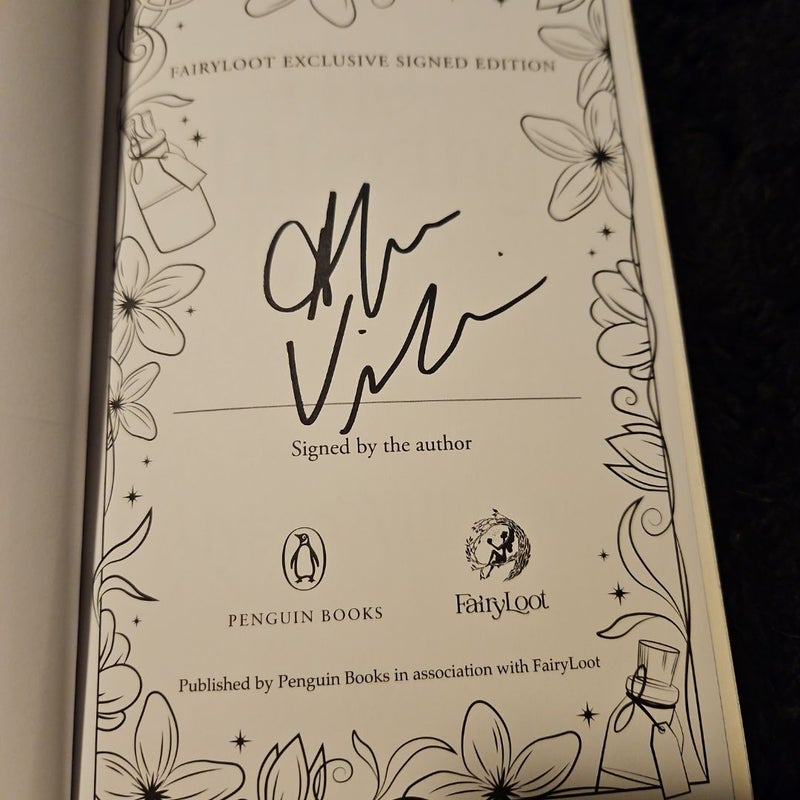 FAIRYLOOT EXCLUSIVE SIGNED EDITION
Signed by the author
PENGUIN BOOKS
FairyLoot
Published by Penguin Books in association with FairyLoot